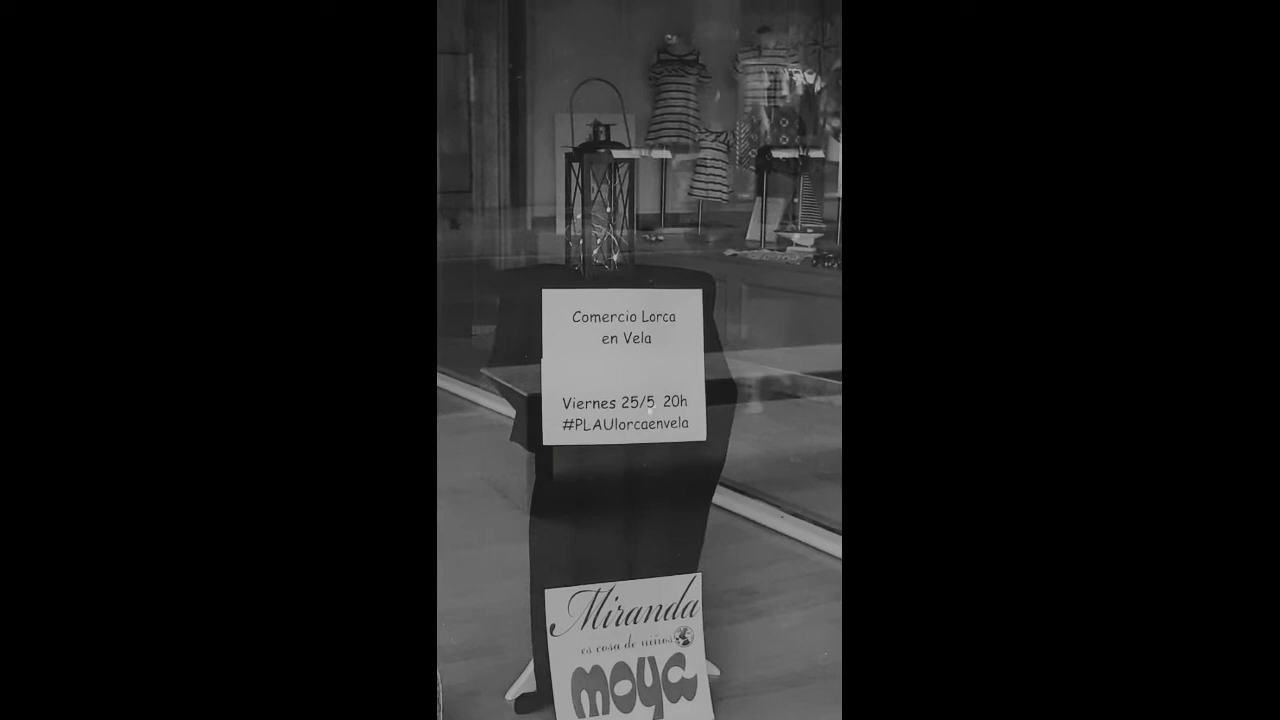 Comercio Lorca
en Vela
Viernes 25/5 20h
#PLAUlorcaenvela
Miranda
es cosa de niños
moya